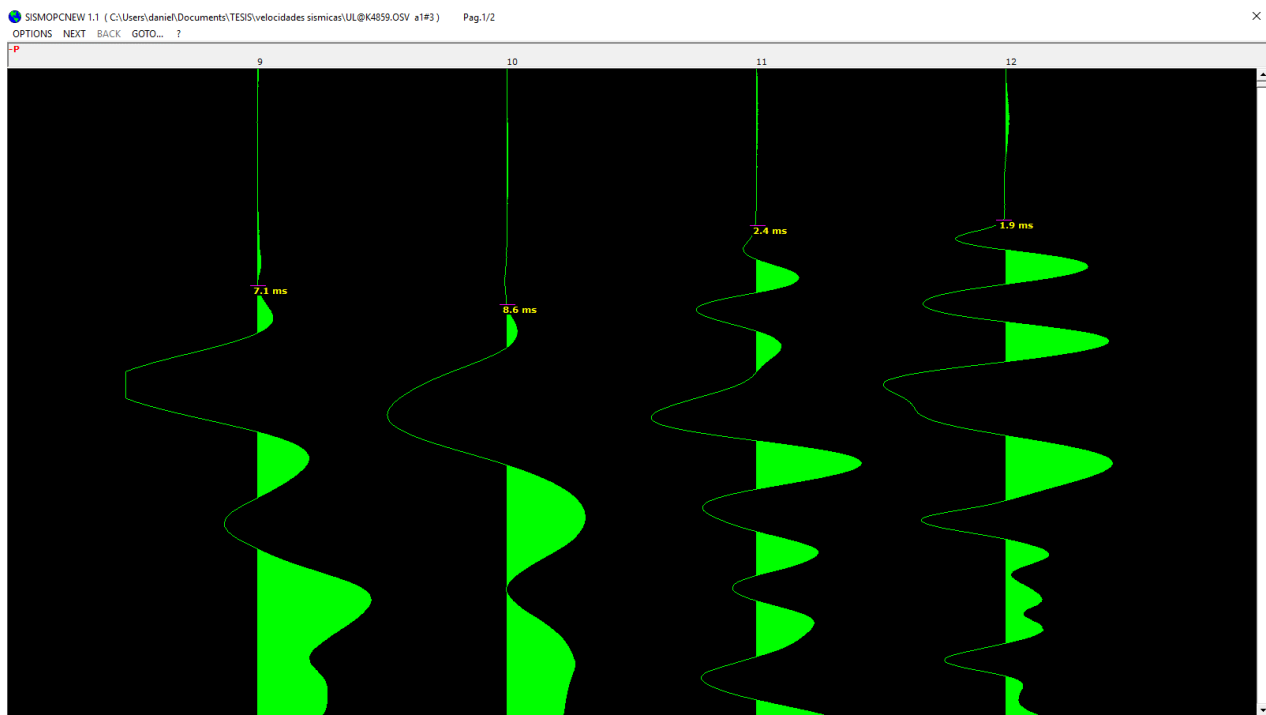 SISMOPCNEW 1.1 ( C:\Users\daniel\Documents\TESIS\velocidades sismicas\UL@K4859.OSV a1#3 ) Pag.1/2
OPTIONS NEXT BACK GOTO... ?
-P
9 10 11 12
2.4 ms 1.9 ms
7.1 ms
8.6 ms